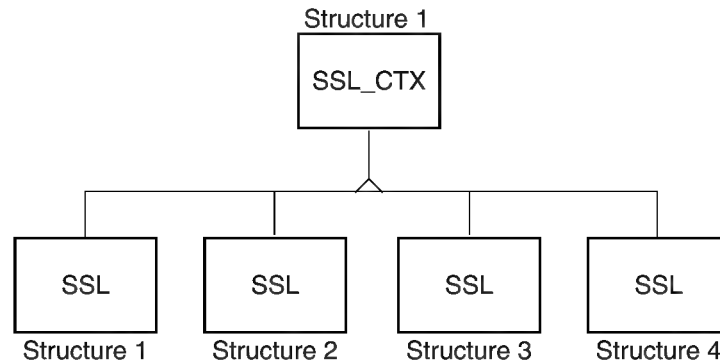 Structure 1
SSL_CTX
SSL SSL SSL SSL
Structure 1 Structure 2 Structure 3 Structure 4